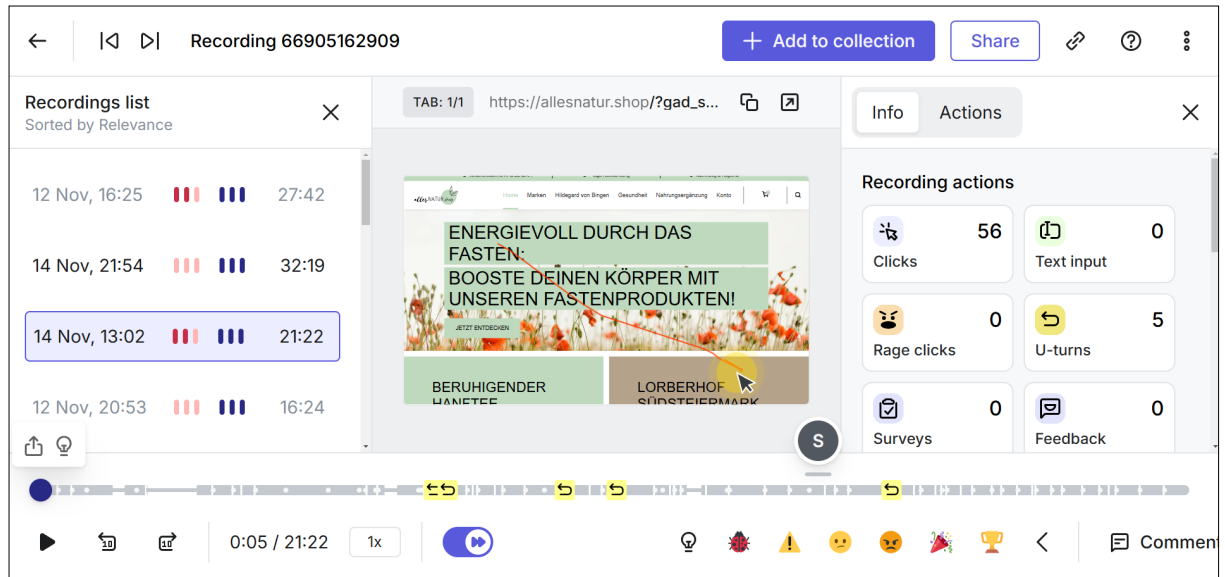 Recording 66905162909
+ Add to collection
Share
Recordings list
Sorted by Relevance
12 Nov, 16:25 27:42
14 Nov, 21:54 32:19
14 Nov, 13:02 21:22
12 Nov, 20:53 16:24
TAB: 1/1 https://allesnatur.shop/?gad_s...
Home Marken Hildegard von Bingen Gesundheit Nahrungsergänzung Konto
ENERGIEVOLL DURCH DAS
FASTEN:
BOOSTE DEINEN KÖRPER MIT
UNSEREN FASTENPRODUKTEN!
JETZT ENTDECKEN
BERUHIGENDER
HANFTEE
LORBERHOF
SÜDSTEIERMARK
S
Info Actions
Recording actions
56
Clicks
0
Text input
0
Rage clicks
5
U-turns
0
Surveys
0
Feedback
10 10 0:05 / 21:22 1x
Comment